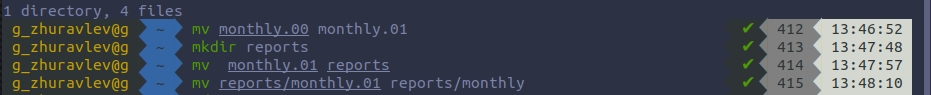 1 directory, 4 files
g_zhuravlev@g ~ mv monthly.00 monthly.01 ✔ 412 13:46:52
g_zhuravlev@g ~ mkdir reports ✔ 413 13:47:48
g_zhuravlev@g ~ mv  monthly.01 reports ✔ 414 13:47:57
g_zhuravlev@g ~ mv reports/monthly.01 reports/monthly ✔ 415 13:48:10